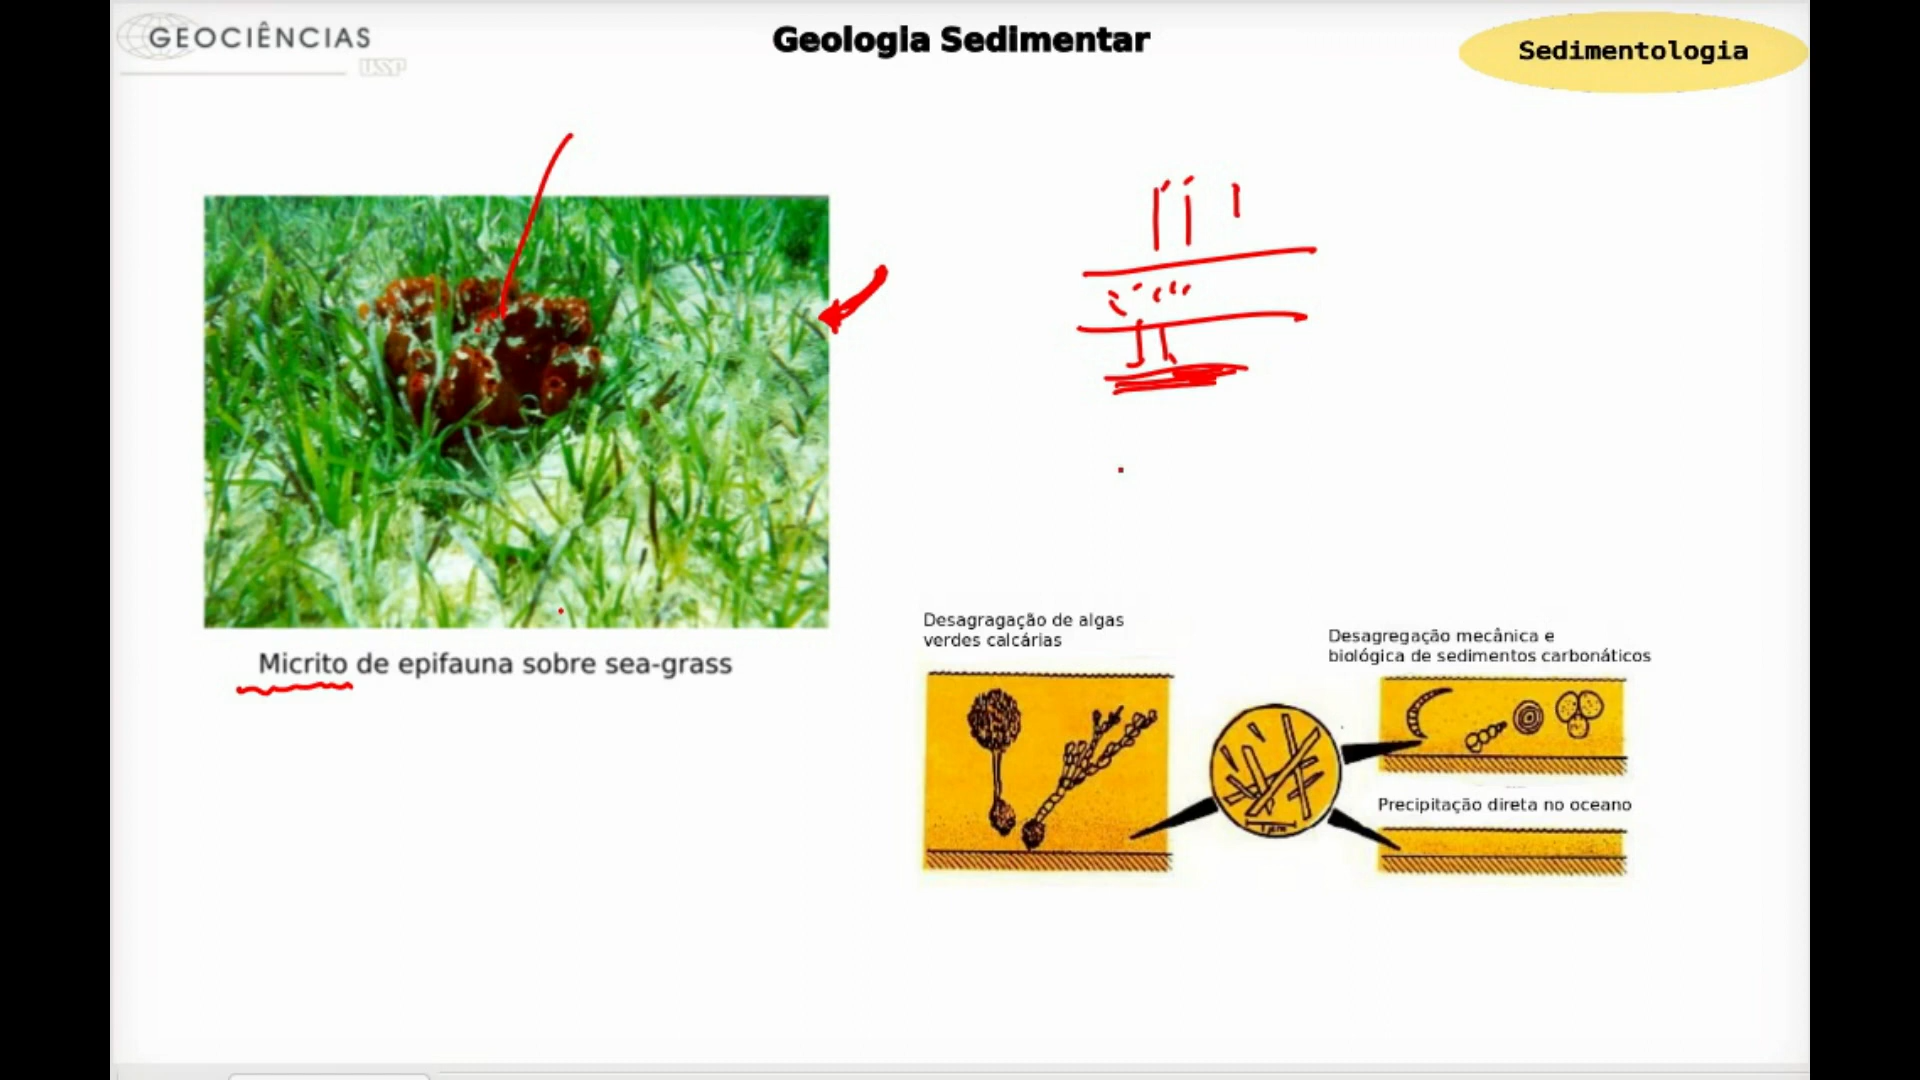 GEOCIÊNCIAS
USP
Geologia Sedimentar
Sedimentologia
Micrito de epifauna sobre sea-grass
Desagragação de algas
verdes calcárias
Desagregação mecânica e
biológica de sedimentos carbonáticos
Precipitação direta no oceano